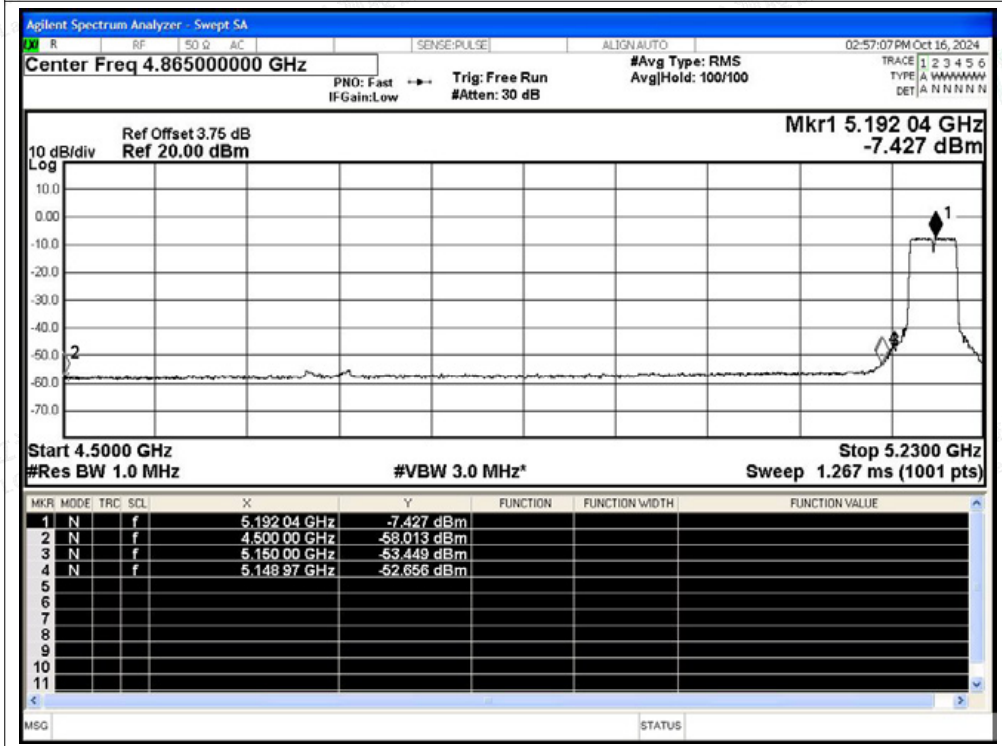 Agilent Spectrum Analyzer - Swept SA
R RF 50 Ω AC SENSE:PULSE ALIGN AUTO 02:57:07 PM Oct 16, 2024
Center Freq 4.865000000 GHz
PNO: Fast
IFGain:Low
Trig: Free Run
#Atten: 30 dB
#Avg Type: RMS
Avg|Hold: 100/100
TRACE 1 2 3 4 5 6
TYPE A WWWWW
DET A N N N N N
Ref Offset 3.75 dB
10 dB/div Ref 20.00 dBm
Log
Mkr1 5.192 04 GHz
-7.427 dBm
10.0
0.00
-10.0
-20.0
-30.0
-40.0
-50.0
-60.0
-70.0
1
2
Start 4.5000 GHz Stop 5.2300 GHz
#Res BW 1.0 MHz #VBW 3.0 MHz* Sweep 1.267 ms (1001 pts)
MKR MODE TRC SCL X Y FUNCTION FUNCTION WIDTH FUNCTION VALUE
1 N f 5.192 04 GHz -7.427 dBm
2 N f 4.500 00 GHz -58.013 dBm
3 N f 5.150 00 GHz -53.449 dBm
4 N f 5.148 97 GHz -52.656 dBm
5
6
7
8
9
10
11
MSG STATUS